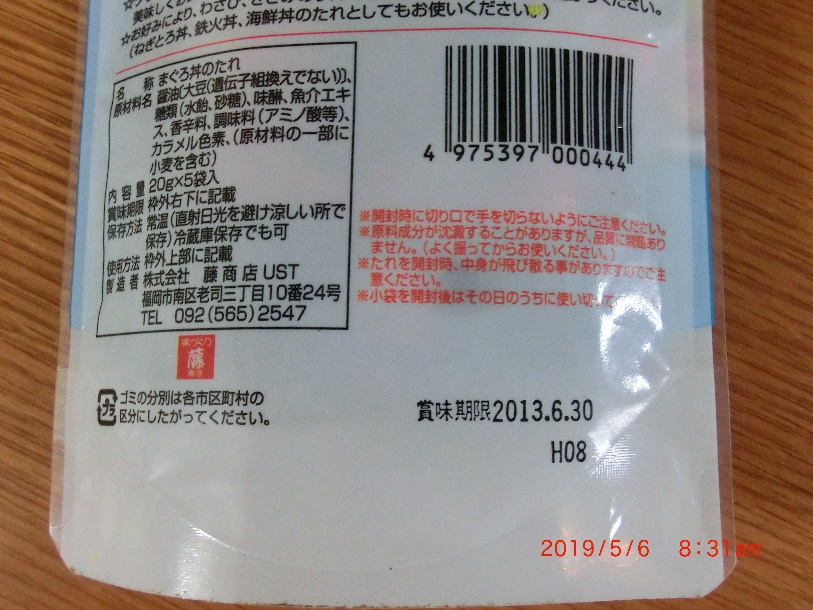 美味しくの
ください。
☆お好みにより、わさび、
(ねぎとろ丼、鉄火丼、海鮮丼のたれとしてもお使いください。)
名 称 まぐろ丼のたれ
原材料名 醤油(大豆(遺伝子組換えでない))、
糖類(水飴、砂糖)、味醂、魚介エキ
ス、香辛料、調味料(アミノ酸等)、
カラメル色素、(原材料の一部に
小麦を含む)
内 容 量 20g×5袋入
賞味期限 枠外右下に記載
保存方法 常温(直射日光を避け涼しい所で
保存)冷蔵庫保存でも可
使用方法 枠外上部に記載
製 造 者 株式会社 藤商店UST
福岡市南区老司三丁目10番24号
TEL 092(565)2547
4 975397 000444
※開封時に切り口で手を切らないようにご注意ください。
※原料成分が沈澱することがありますが、品質に問題あり
ません。(よく振ってからお使いください。)
※たれを開封時、中身が飛び散る事がありますのでご注
意ください。
※小袋を開封後はその日のうちに使い切って
味づくり
藤
商店
プラ
ゴミの分別は各市区町村の
区分にしたがってください。
賞味期限2013.6.30
H08
2019/5/6 8:31am